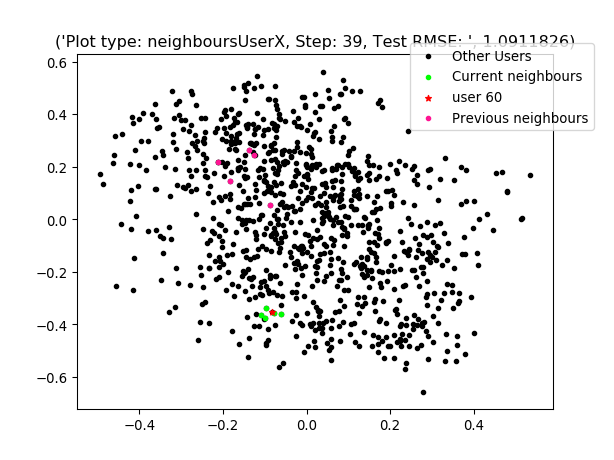 ('Plot type: neighboursUserX, Step: 39, Test RMSE: ', 1.0911826)
Other Users
Current neighbours
user 60
Previous neighbours
0.6
0.4
0.2
0.0
−0.2
−0.4
−0.6
−0.4 −0.2 0.0 0.2 0.4